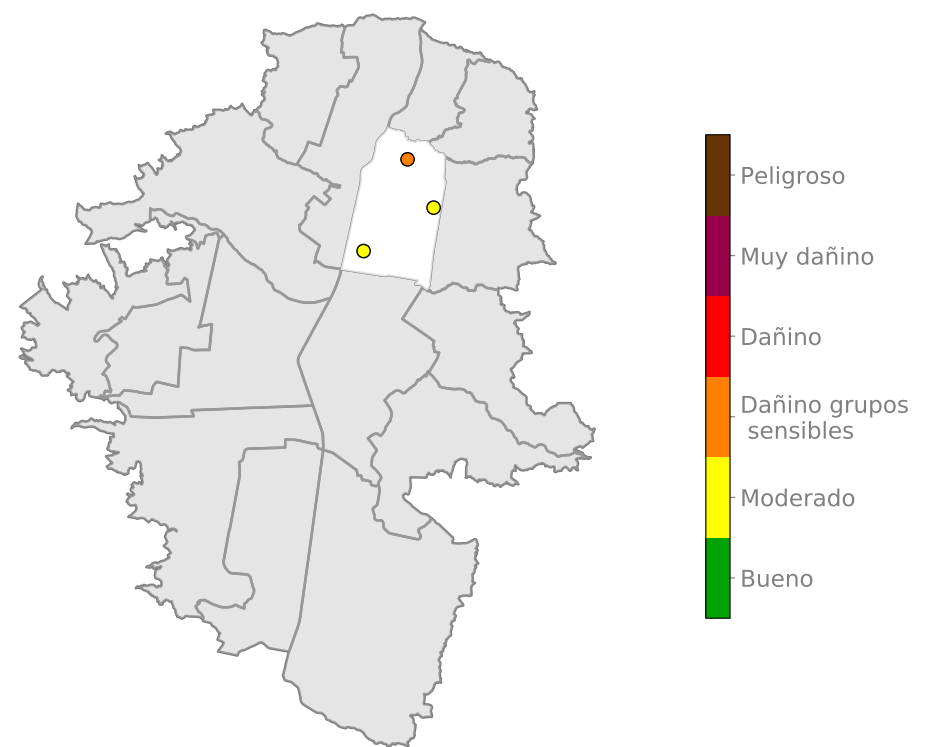 Peligroso
Muy dañino
Dañino
Dañino grupos
sensibles
Moderado
Bueno